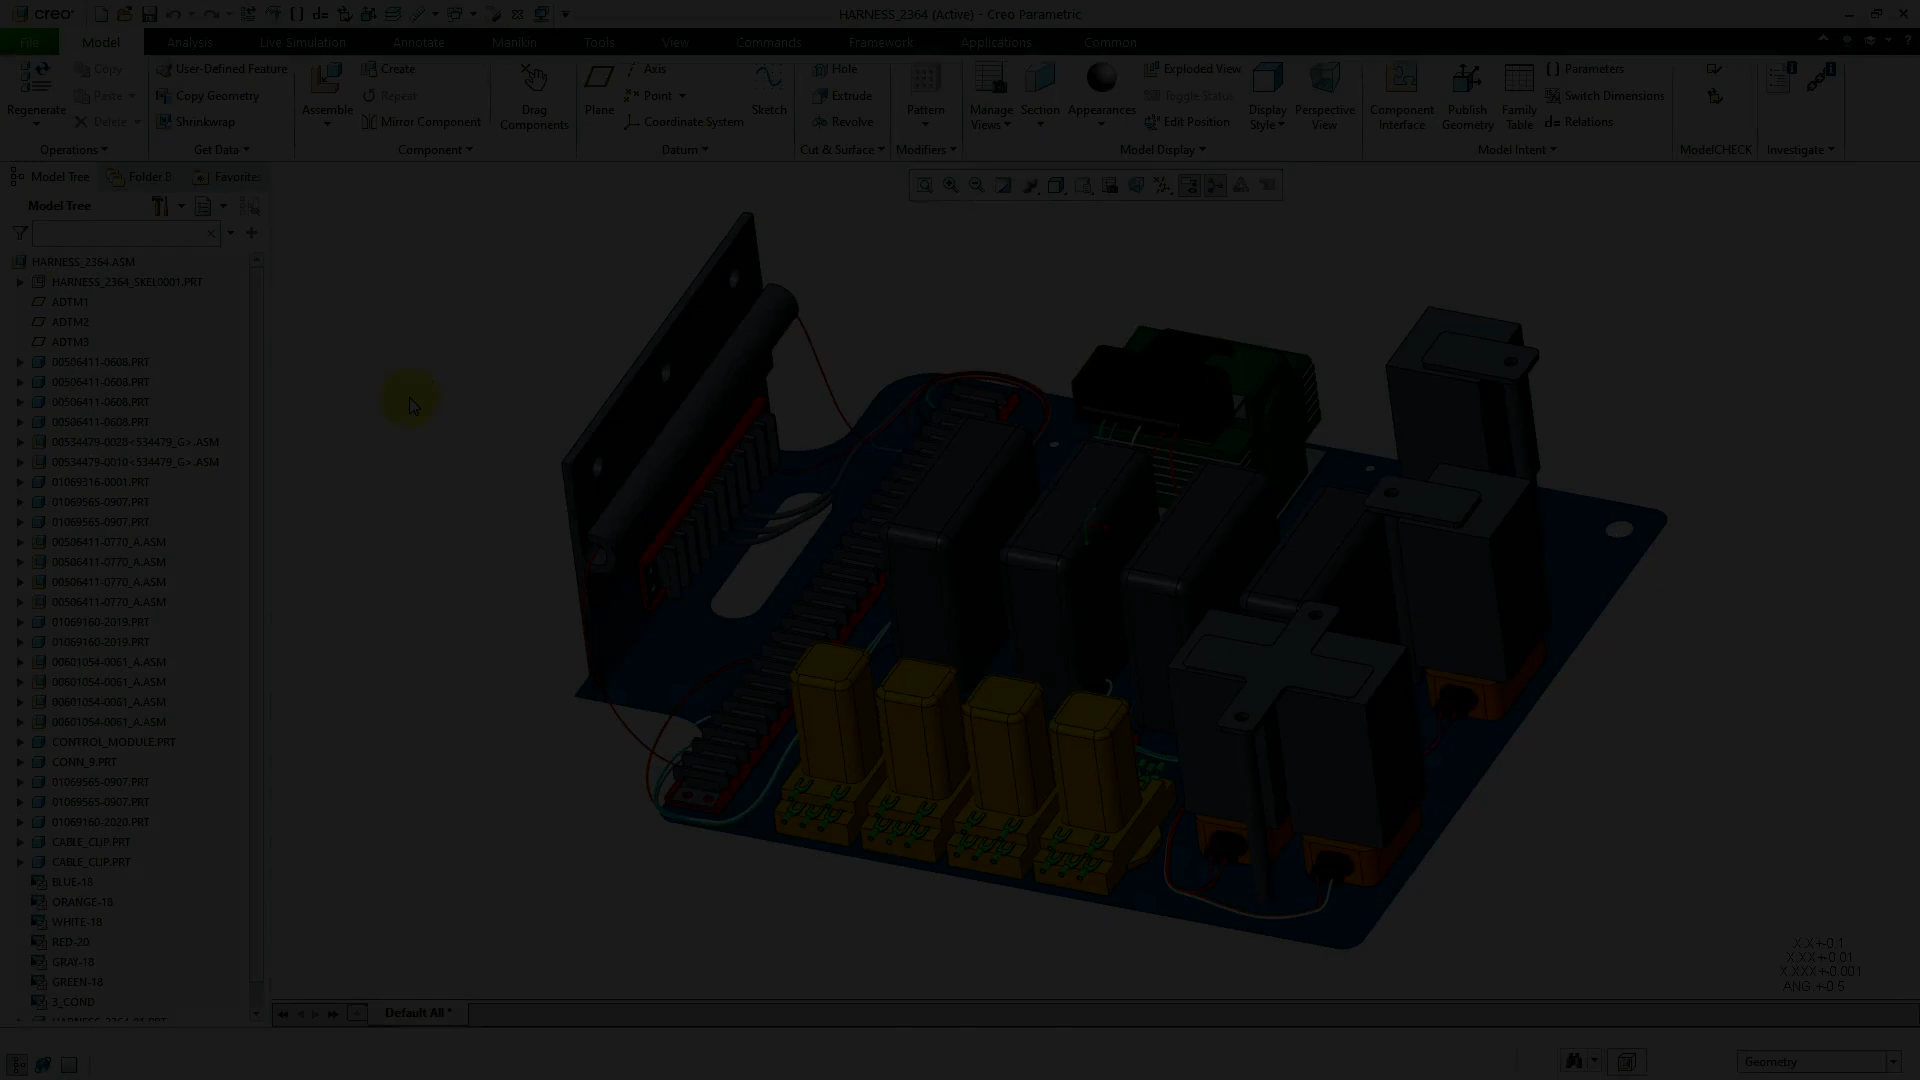 creo
HARNESS_2364 (Active) - Creo Parametric
File Model Analysis Live Simulation Annotate Manikin Tools View Commands Framework Applications Common
Regenerate
Copy
Paste
Delete
Operations
User-Defined Feature
Copy Geometry
Shrinkwrap
Get Data
Assemble
Create
Repeat
Mirror Component
Component
Drag
Components
Plane
Axis
Point
Coordinate System
Sketch
Datum
Hole
Extrude
Revolve
Cut & Surface
Pattern
Modifiers
Manage
Views
Section
Appearances
Exploded View
Toggle Status
Edit Position
Display
Style
Perspective
View
Model Display
Component
Interface
Publish
Geometry
Family
Table
Parameters
Switch Dimensions
d= Relations
Model Intent
ModelCHECK
Investigate
Model Tree Folder B Favorite
Model Tree
HARNESS_2364.ASM
HARNESS_2364_SKEL0001.PRT
ADTM1
ADTM2
ADTM3
00506411-0608.PRT
00506411-0608.PRT
00506411-0608.PRT
00506411-0608.PRT
00534479-0028<534479_G>.ASM
00534479-0010<534479_G>.ASM
01069316-0001.PRT
01069565-0907.PRT
01069565-0907.PRT
00506411-0770_A.ASM
00506411-0770_A.ASM
00506411-0770_A.ASM
00506411-0770_A.ASM
01069160-2019.PRT
01069160-2019.PRT
00601054-0061_A.ASM
00601054-0061_A.ASM
00601054-0061_A.ASM
00601054-0061_A.ASM
CONTROL_MODULE.PRT
CONN_9.PRT
01069565-0907.PRT
01069565-0907.PRT
01069160-2020.PRT
CABLE_CLIP.PRT
CABLE_CLIP.PRT
BLUE-18
ORANGE-18
WHITE-18
RED-20
GRAY-18
GREEN-18
3_COND
X.X+-0.1
X.XX+-0.01
X.XXX+-0.001
ANG.+-0.5
Default All *
Geometry